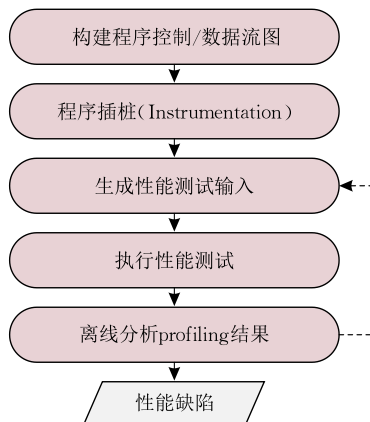 构建程序控制/数据流图
程序插桩(Instrumentation)
生成性能测试输入
执行性能测试
离线分析profiling结果
性能缺陷